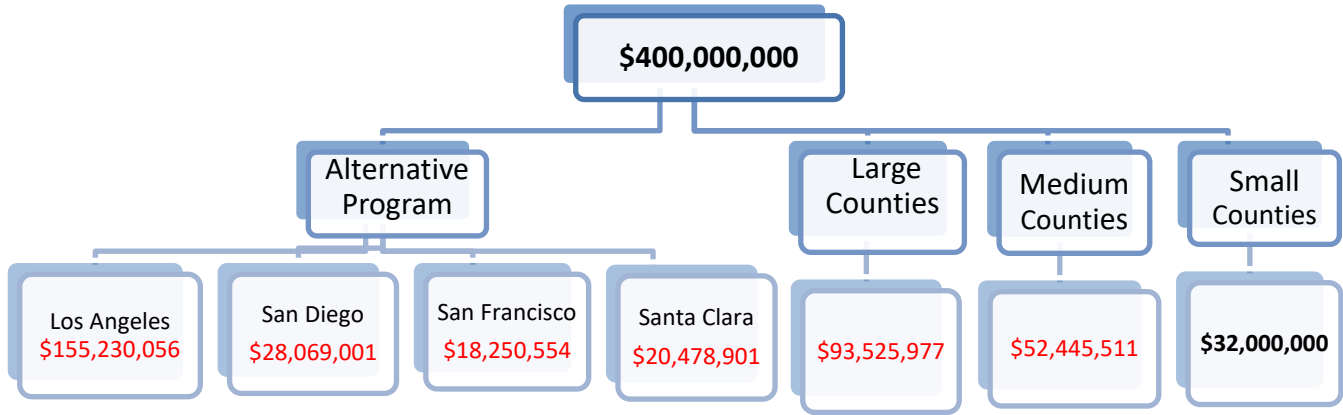 $400,000,000
Alternative
Program
Large
Counties
Medium
Counties
Small
Counties
Los Angeles
$155,230,056
San Diego
$28,069,001
San Francisco
$18,250,554
Santa Clara
$20,478,901
$93,525,977
$52,445,511
$32,000,000